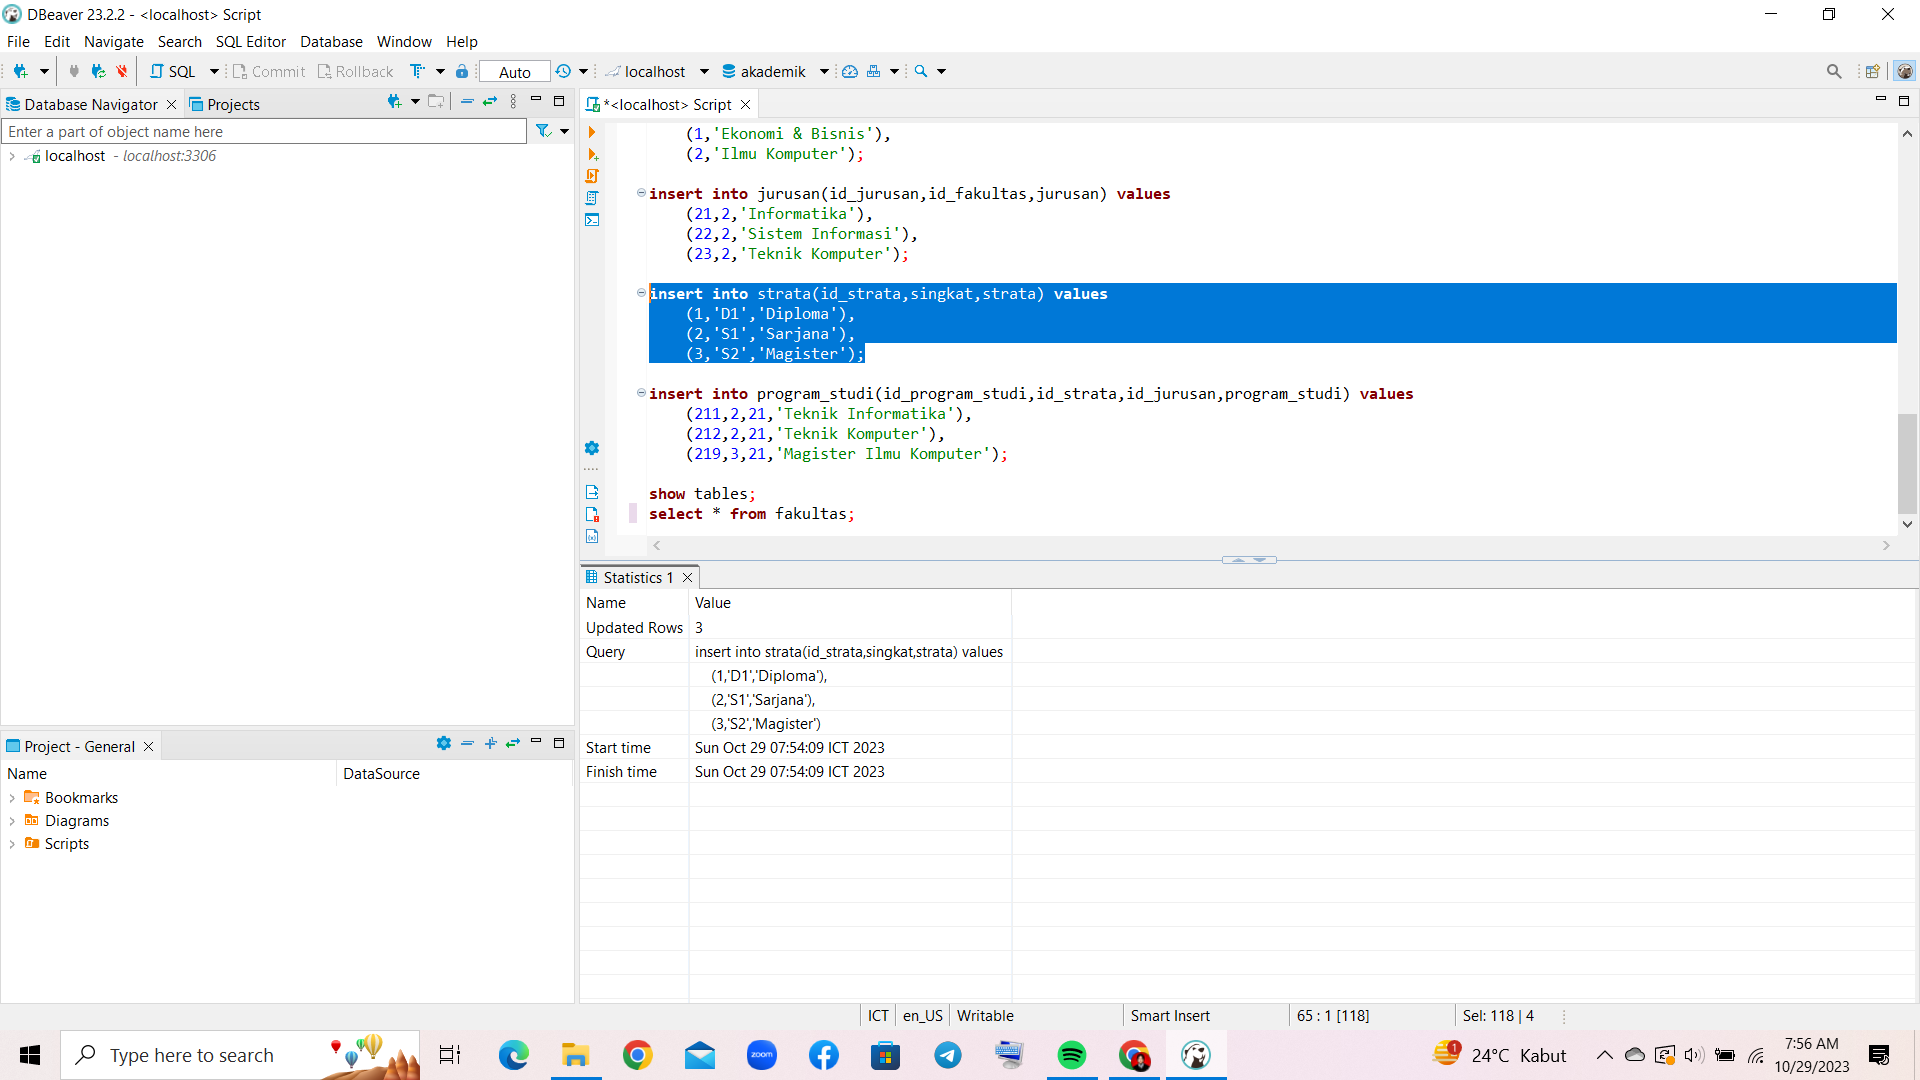 DBeaver 23.2.2 - <localhost> Script
File Edit Navigate Search SQL Editor Database Window Help
SQL Commit Rollback Auto localhost akademik
Database Navigator Projects
Enter a part of object name here
localhost - localhost:3306
*<localhost> Script
(1,'Ekonomi & Bisnis'),
(2,'Ilmu Komputer');
insert into jurusan(id_jurusan,id_fakultas,jurusan) values
(21,2,'Informatika'),
(22,2,'Sistem Informasi'),
(23,2,'Teknik Komputer');
insert into strata(id_strata,singkat,strata) values
(1,'D1','Diploma'),
(2,'S1','Sarjana'),
(3,'S2','Magister');
insert into program_studi(id_program_studi,id_strata,id_jurusan,program_studi) values
(211,2,21,'Teknik Informatika'),
(212,2,21,'Teknik Komputer'),
(219,3,21,'Magister Ilmu Komputer');
show tables;
select * from fakultas;
Statistics 1
Name Value
Updated Rows 3
Query insert into strata(id_strata,singkat,strata) values
(1,'D1','Diploma'),
(2,'S1','Sarjana'),
(3,'S2','Magister')
Start time Sun Oct 29 07:54:09 ICT 2023
Finish time Sun Oct 29 07:54:09 ICT 2023
Project - General
Name DataSource
Bookmarks
Diagrams
Scripts
ICT en_US Writable Smart Insert 65 : 1 [118] Sel: 118 | 4
Type here to search
zoom
1
24°C Kabut
7:56 AM
10/29/2023